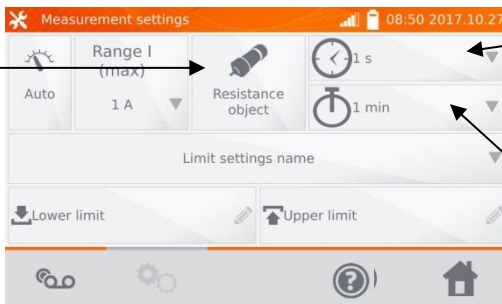 Measurement settings
08:50 2017.10.27
Auto
Range I
(max)
1 A
Resistance
object
1 s
1 min
Limit settings name
Lower limit
Upper limit
?